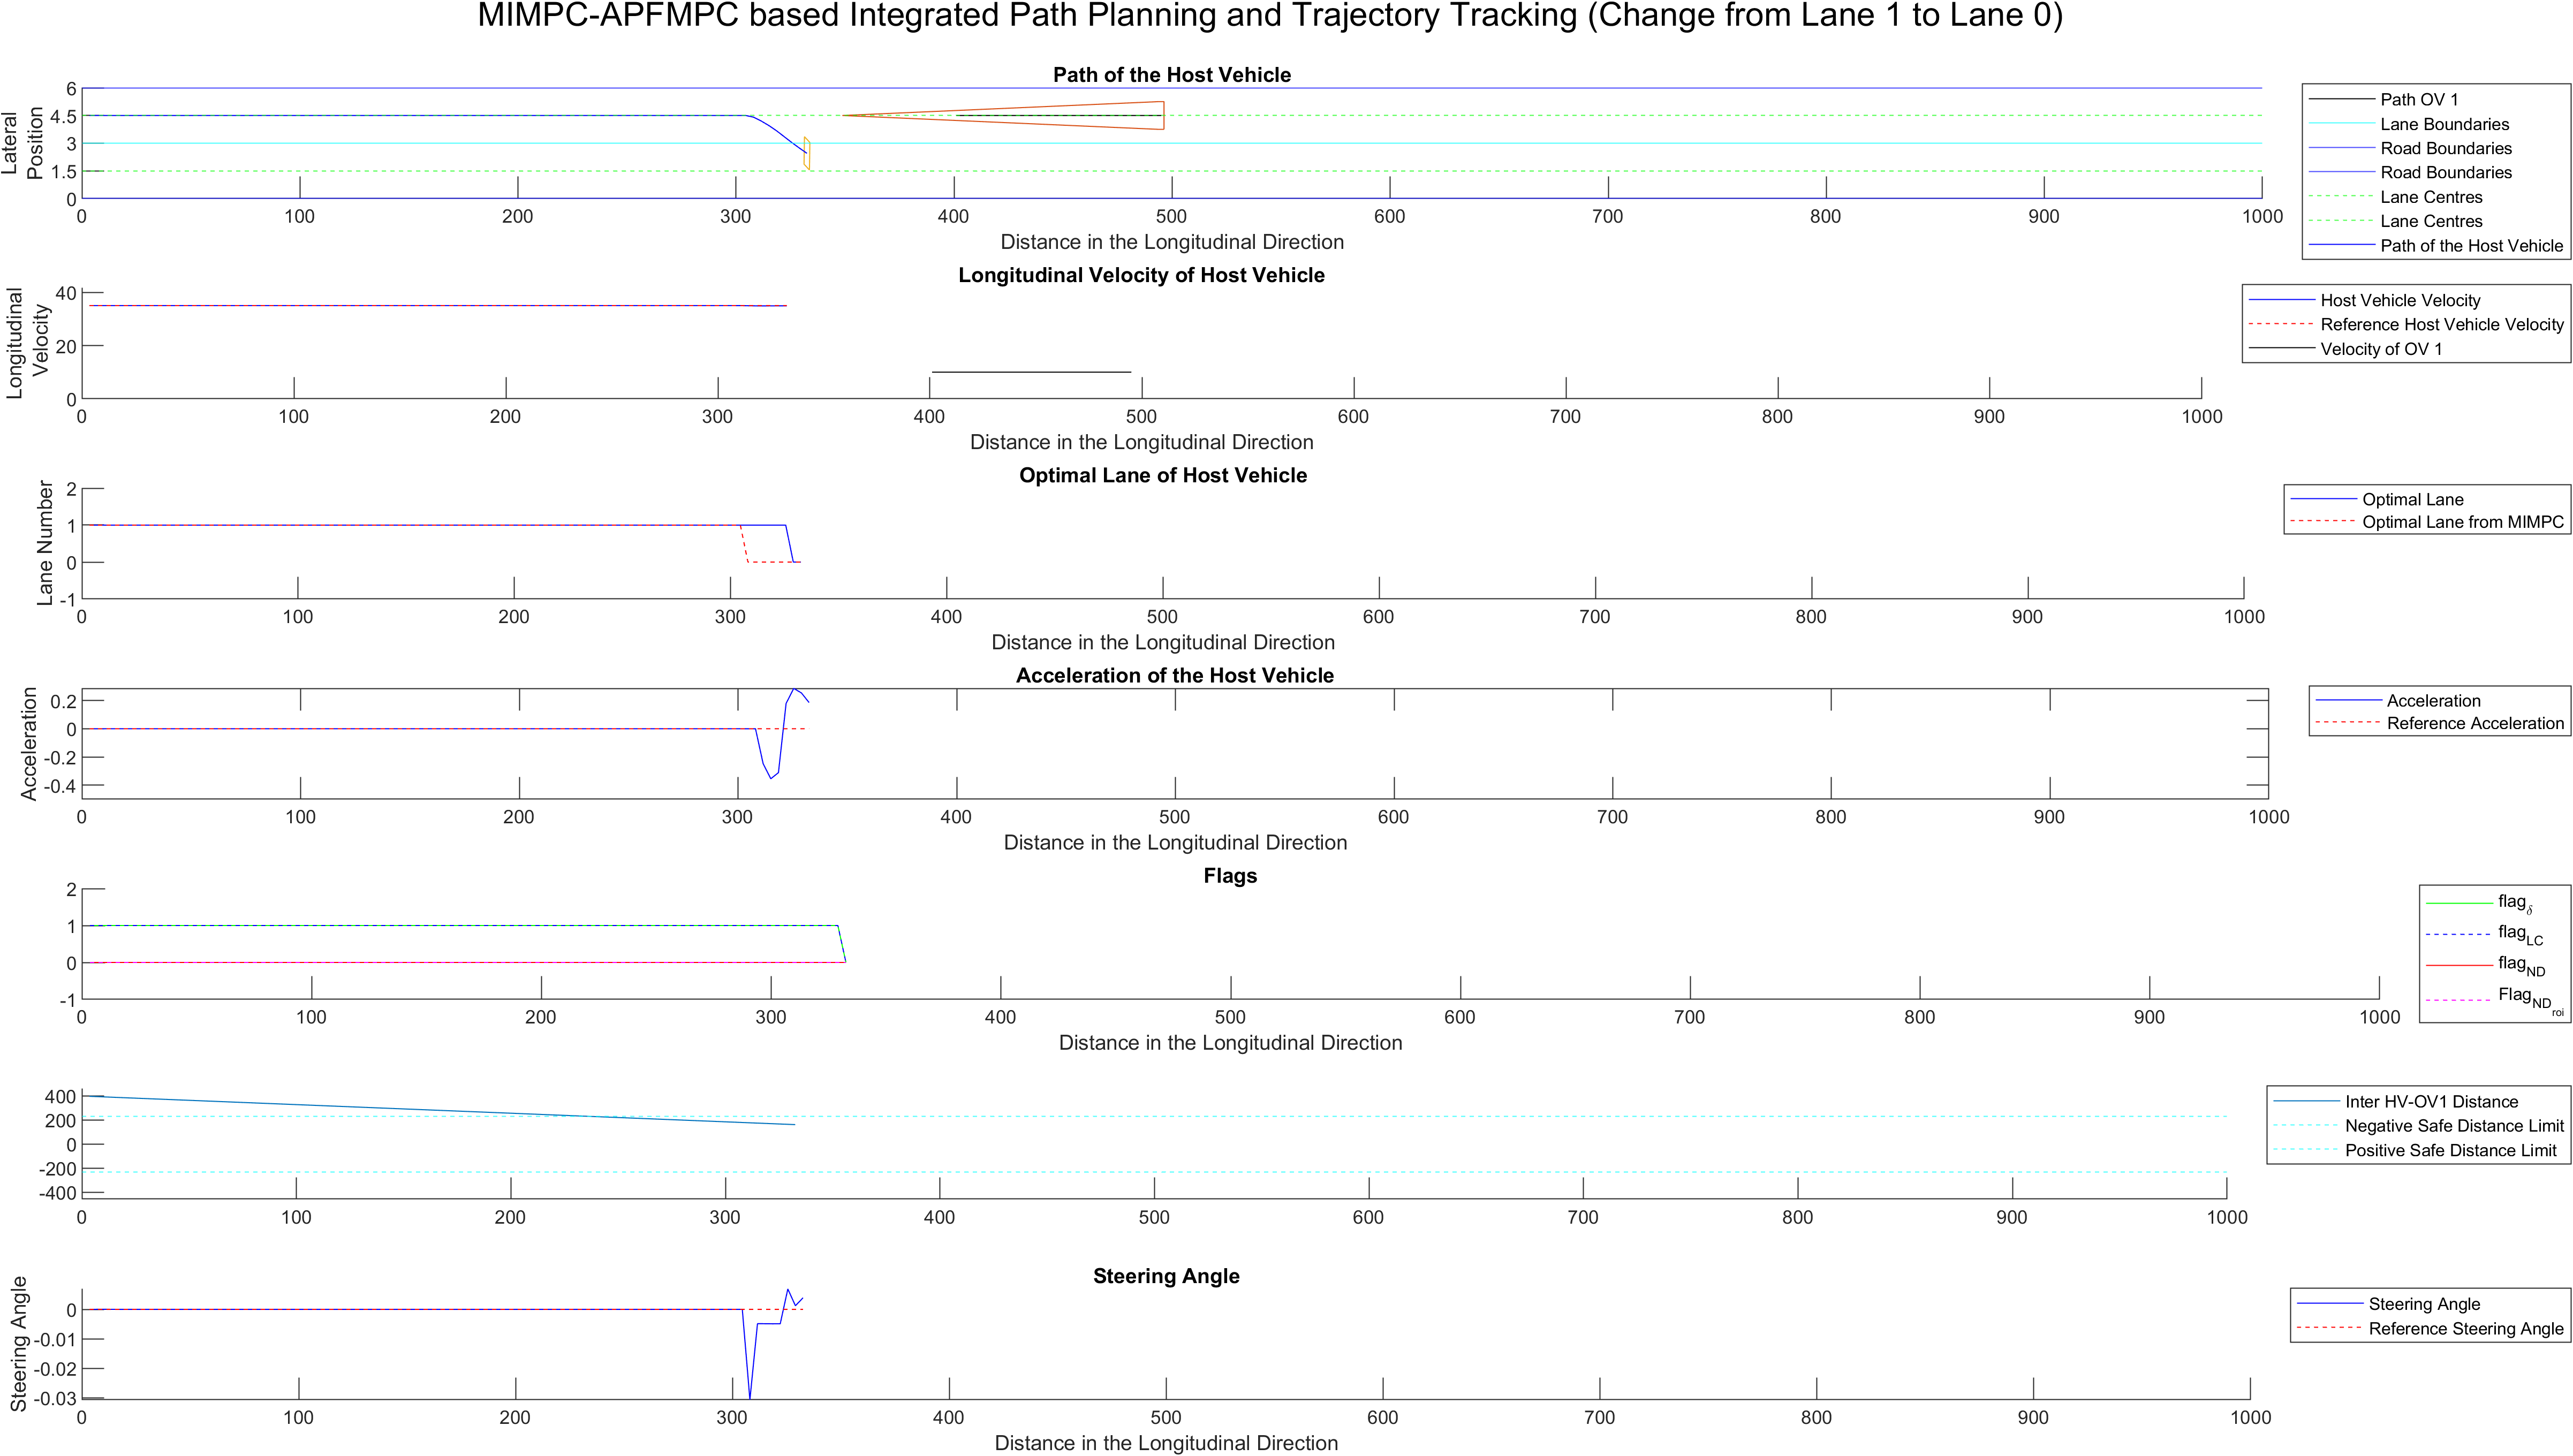 MIMPC-APFMPC based Integrated Path Planning and Trajectory Tracking (Change from Lane 1 to Lane 0)
Path of the Host Vehicle
Lateral
Position
6
4.5
3
1.5
0
0 100 200 300 400 500 600 700 800 900 1000
Distance in the Longitudinal Direction
Path OV 1
Lane Boundaries
Road Boundaries
Road Boundaries
Lane Centres
Lane Centres
Path of the Host Vehicle
Longitudinal Velocity of Host Vehicle
Longitudinal
Velocity
40
20
0
0 100 200 300 400 500 600 700 800 900 1000
Distance in the Longitudinal Direction
Host Vehicle Velocity
Reference Host Vehicle Velocity
Velocity of OV 1
Optimal Lane of Host Vehicle
Lane Number
2
1
0
-1
0 100 200 300 400 500 600 700 800 900 1000
Distance in the Longitudinal Direction
Optimal Lane
Optimal Lane from MIMPC
Acceleration of the Host Vehicle
Acceleration
0.2
0
-0.2
-0.4
0 100 200 300 400 500 600 700 800 900 1000
Distance in the Longitudinal Direction
Acceleration
Reference Acceleration
Flags
2
1
0
-1
0 100 200 300 400 500 600 700 800 900 1000
Distance in the Longitudinal Direction
flag δ
flag LC
flag ND
Flag ND roi
400
200
0
-200
-400
0 100 200 300 400 500 600 700 800 900 1000
Inter HV-OV1 Distance
Negative Safe Distance Limit
Positive Safe Distance Limit
Steering Angle
Steering Angle
0
-0.01
-0.02
-0.03
0 100 200 300 400 500 600 700 800 900 1000
Distance in the Longitudinal Direction
Steering Angle
Reference Steering Angle